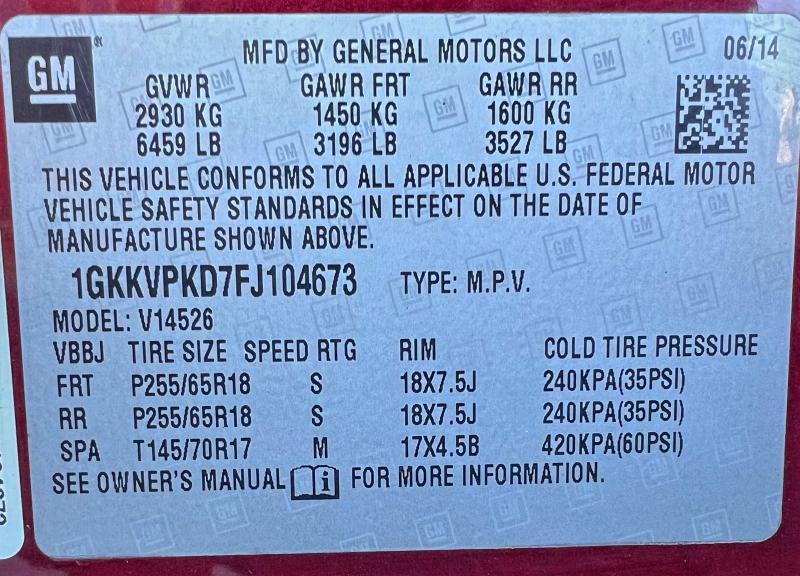 GM
MFD BY GENERAL MOTORS LLC 06/14
GVWR GAWR FRT GAWR RR
2930 KG 1450 KG 1600 KG
6459 LB 3196 LB 3527 LB
THIS VEHICLE CONFORMS TO ALL APPLICABLE U.S. FEDERAL MOTOR
VEHICLE SAFETY STANDARDS IN EFFECT ON THE DATE OF
MANUFACTURE SHOWN ABOVE.
1GKKVPKD7FJ104673 TYPE: M.P.V.
MODEL: V14526
VBBJ TIRE SIZE SPEED RTG RIM COLD TIRE PRESSURE
FRT P255/65R18 S 18X7.5J 240KPA(35PSI)
RR P255/65R18 S 18X7.5J 240KPA(35PSI)
SPA T145/70R17 M 17X4.5B 420KPA(60PSI)
SEE OWNER'S MANUAL i FOR MORE INFORMATION.